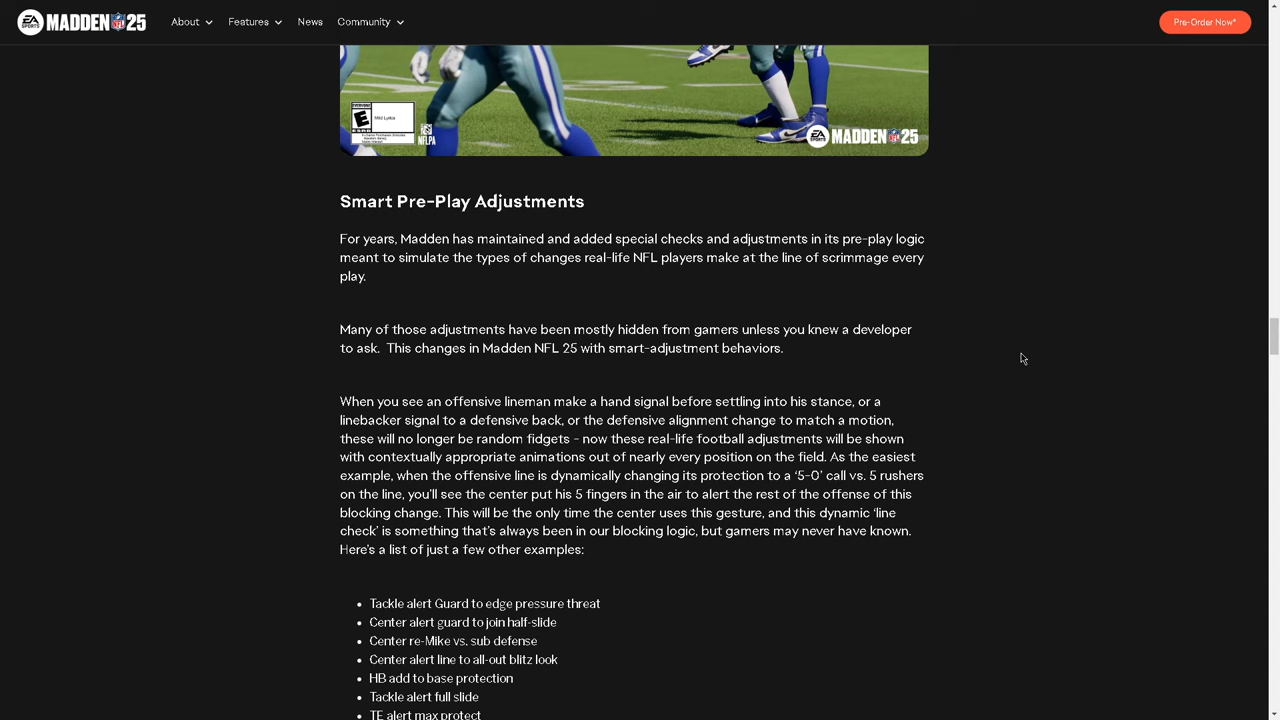 EA SPORTS MADDEN NFL 25
About
Features
News
Community
Pre-Order Now*
EVERYONE
E
Mild Lyrics
ESRB
NFLPA
EA SPORTS MADDEN NFL 25
Smart Pre-Play Adjustments
For years, Madden has maintained and added special checks and adjustments in its pre-play logic
meant to simulate the types of changes real-life NFL players make at the line of scrimmage every
play.
Many of those adjustments have been mostly hidden from gamers unless you knew a developer
to ask. This changes in Madden NFL 25 with smart-adjustment behaviors.
When you see an offensive lineman make a hand signal before settling into his stance, or a
linebacker signal to a defensive back, or the defensive alignment change to match a motion,
these will no longer be random fidgets - now these real-life football adjustments will be shown
with contextually appropriate animations out of nearly every position on the field. As the easiest
example, when the offensive line is dynamically changing its protection to a ‘5-0’ call vs. 5 rushers
on the line, you’ll see the center put his 5 fingers in the air to alert the rest of the offense of this
blocking change. This will be the only time the center uses this gesture, and this dynamic ‘line
check’ is something that’s always been in our blocking logic, but gamers may never have known.
Here’s a list of just a few other examples:
• Tackle alert Guard to edge pressure threat
• Center alert guard to join half-slide
• Center re-Mike vs. sub defense
• Center alert line to all-out blitz look
• HB add to base protection
• Tackle alert full slide
• TE alert max protect